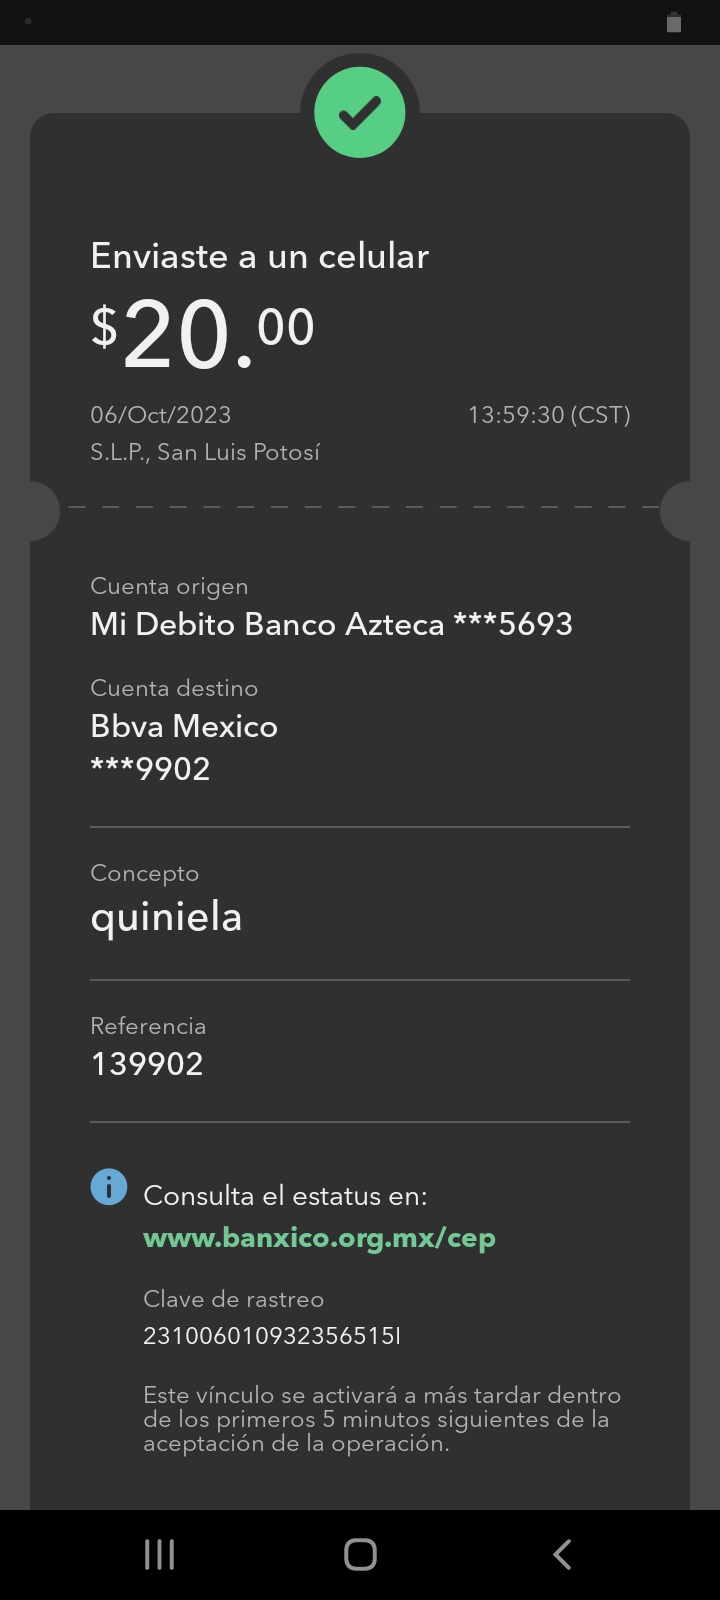 Enviaste a un celular
$20.00
06/Oct/2023 13:59:30 (CST)
S.L.P., San Luis Potosí
Cuenta origen
Mi Debito Banco Azteca ***5693
Cuenta destino
Bbva Mexico
***9902
Concepto
quiniela
Referencia
139902
Consulta el estatus en:
www.banxico.org.mx/cep
Clave de rastreo
231006010932356515I
Este vínculo se activará a más tardar dentro
de los primeros 5 minutos siguientes de la
aceptación de la operación.